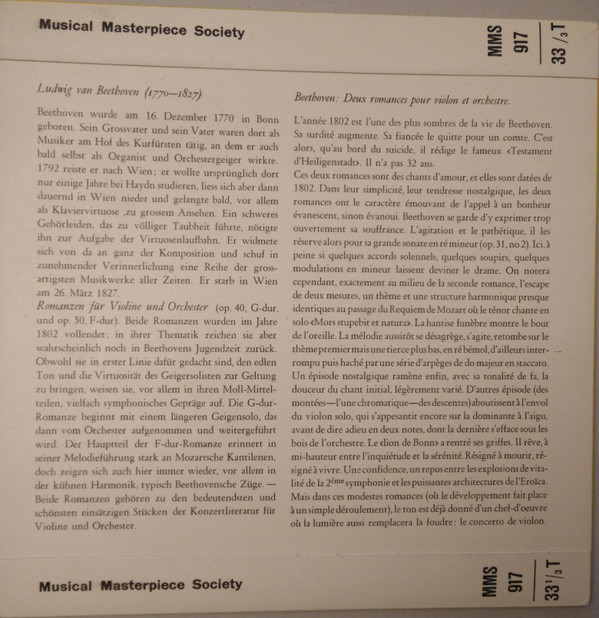 Musical Masterpiece Society
MMS
917
33 /3 T
Ludwig van Beethoven (1770—1827)
Beethoven wurde am 16. Dezember 1770 in Bonn
geboren. Sein Grossvater und sein Vater waren dort als
Musiker am Hof des Kurfürsten tätig, an dem er auch
bald selbst als Organist und Orchestergeiger wirkte.
1792 reiste er nach Wien; er wollte ursprünglich dort
nur einige Jahre bei Haydn studieren, liess sich aber dann
dauernd in Wien nieder und gelangte bald, vor allem
als Klaviervirtuose zu grossem Ansehen. Ein schweres
Gehörleiden, das zu völliger Taubheit führte, nötigte
ihn zur Aufgabe der Virtuosenlaufbahn. Er widmete
sich von da an ganz der Komposition und schuf in
zunehmender Verinnerlichung eine Reihe der gross-
artigsten Musikwerke aller Zeiten. Er starb in Wien
am 26. März 1827.
Romanzen für Violine und Orchester (op. 40, G-dur,
und op. 50, F-dur). Beide Romanzen wurden im Jahre
1802 vollendet; in ihrer Thematik reichen sie aber
wahrscheinlich noch in Beethovens Jugendzeit zurück.
Obwohl sie in erster Linie dafür gedacht sind, den edlen
Ton und die Virtuosität des Geigersolisten zur Geltung
zu bringen, weisen sie, vor allem in ihren Moll-Mittel-
teilen, vielfach symphonisches Gepräge auf. Die G-dur-
Romanze beginnt mit einem längeren Geigensolo, das
dann vom Orchester aufgenommen und weitergeführt
wird. Der Hauptteil der F-dur-Romanze erinnert in
seiner Melodieführung stark an Mozartsche Kantilenen,
doch zeigen sich auch hier immer wieder, vor allem in
der kühnen Harmonik, typisch Beethovensche Züge. —
Beide Romanzen gehören zu den bedeutendsten und
schönsten einsätzigen Stücken der Konzertliteratur für
Violine und Orchester.
Beethoven: Deux romances pour violon et orchestre.
L'année 1802 est l'une des plus sombres de la vie de Beethoven.
Sa surdité augmente. Sa fiancée le quitte pour un comte. C'est
alors, qu'au bord du suicide, il rédige le fameux «Testament
d'Heiligenstadt». Il n'a pas 32 ans.
Ces deux romances sont des chants d'amour, et elles sont datées de
1802. Dans leur simplicité, leur tendresse nostalgique, les deux
romances ont le caractère émouvant de l'appel à un bonheur
évanescent, sinon évanoui. Beethoven se garde d'y exprimer trop
ouvertement sa souffrance. L'agitation et le pathétique, il les
réserve alors pour sa grande sonate en ré mineur (op. 31, no 2). Ici, à
peine si quelques accords solennels, quelques soupirs, quelques
modulations en mineur laissent deviner le drame. On notera
cependant, exactement au milieu de la seconde romance, l'escape
de deux mesures, un thème et une structure harmonique presque
identiques au passage du Requiem de Mozart où le ténor chante en
solo «Mors stupebit et natura». La hantise funèbre montre le bout
de l'oreille. La mélodie aussitôt se désagrège, s'agite, retombe sur le
thème premier mais une tierce plus bas, en ré bémol, d'ailleurs inter-
rompu puis haché par une série d'arpèges de do majeur en staccato.
Un épisode nostalgique ramène enfin, avec sa tonalité de fa, la
douceur du chant initial, légèrement varié. D'autres épisode (des
montées—l'une chromatique—des descentes) aboutissent à l'envol
du violon solo, qui s'appesantit encore sur la dominante à l'aigu,
avant de dire adieu en deux notes, dont la dernière s'efface sous les
bois de l'orchestre. Le «lion de Bonn» a rentré ses griffes. Il rêve, à
mi-hauteur entre l'inquiétude et la sérénité. Résigné à mourir, ré-
signé à vivre. Une confidence, un repos entre les explosions de vita-
lité de la 2ème symphonie et les puissantes architectures de l'Eroïca.
Mais dans ces modestes romances (où le développement fait place
à un simple déroulement), le ton est déjà donné d'un chef-d'oeuvre
où la lumière aussi remplacera la foudre: le concerto de violon.
Musical Masterpiece Society
MMS
917
33 1/3 T